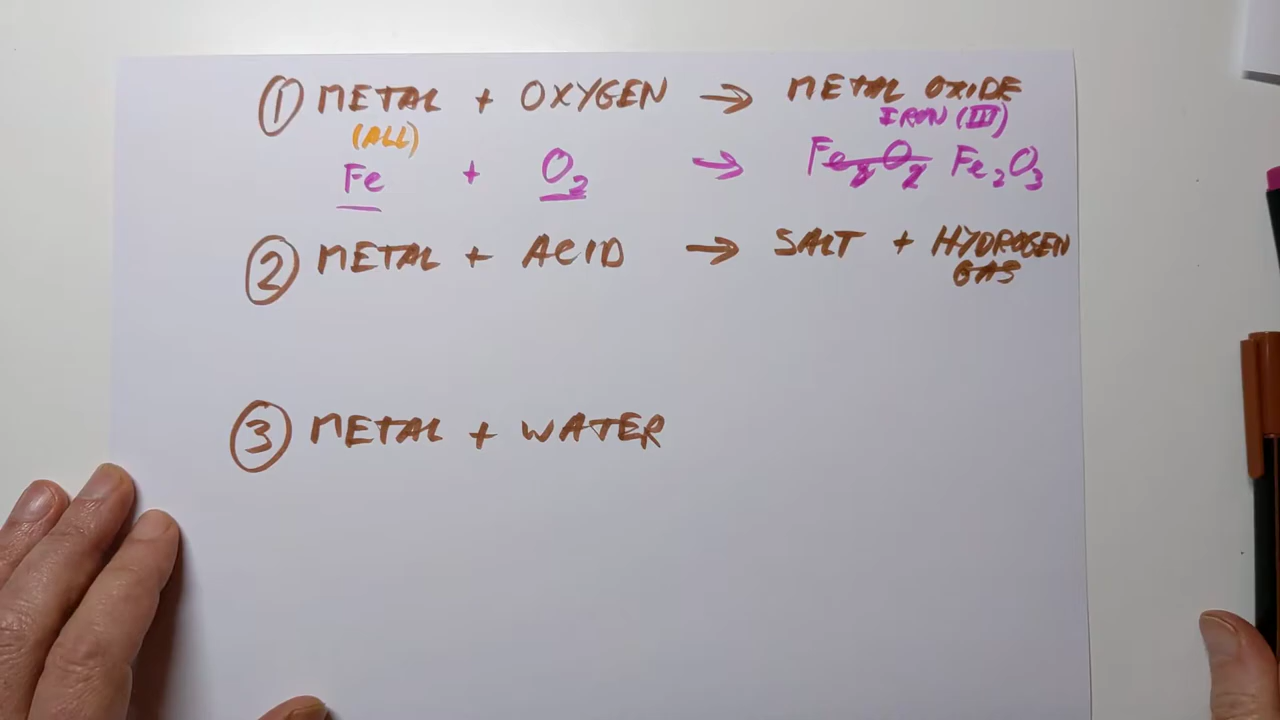 ① METAL + OXYGEN → METAL OXIDE
(ALL) IRON (III)
Fe + O₂ → Fe₂O₂ Fe₂O₃
② METAL + ACID → SALT + HYDROGEN
GAS
③ METAL + WATER